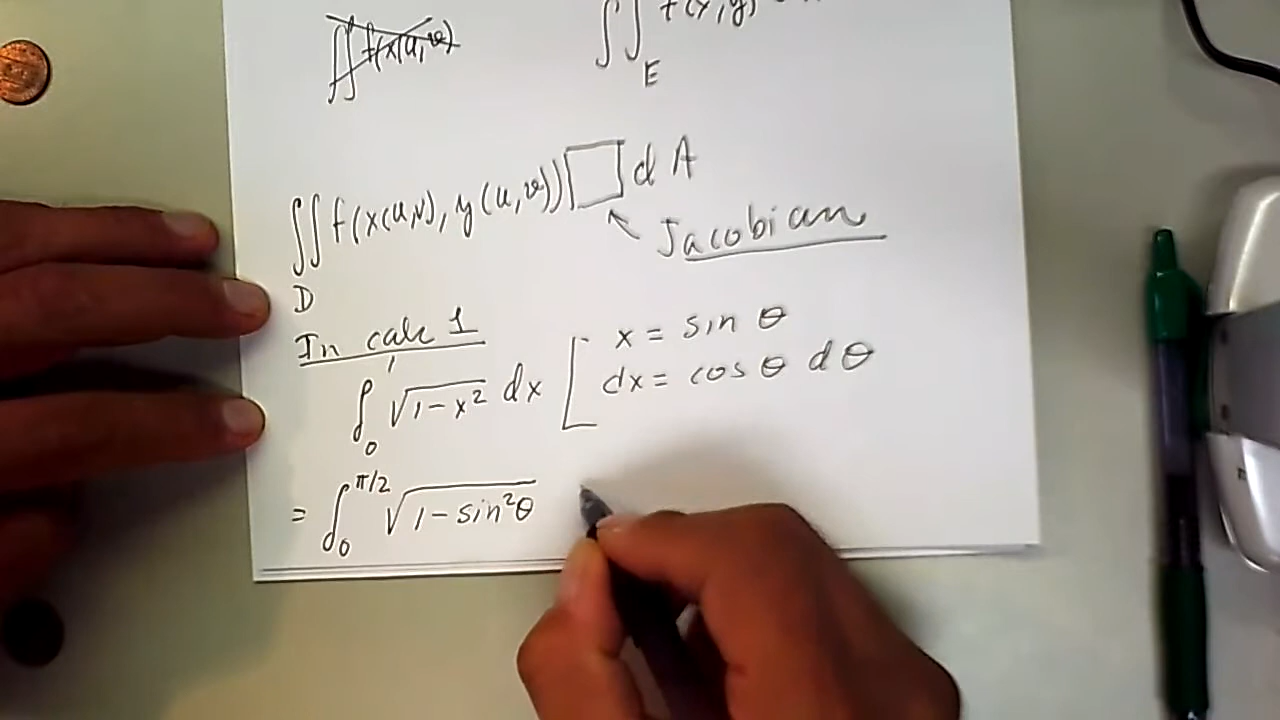 ∬ f(x(u,v)
∬ f(x,y)
E
∬ f(x(u,v), y(u,v)) □ dA
D
Jacobian
In calc 1
∫₀¹ √(1-x²) dx [ x = sin θ
dx = cos θ dθ
= ∫₀^π/2 √(1-sin²θ)